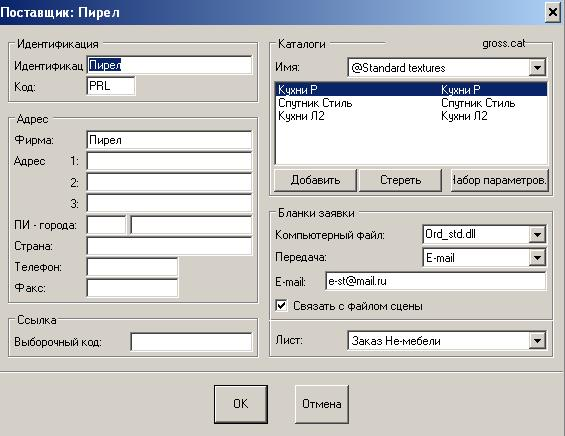 Поставщик: Пирел
Идентификация
Идентификац Пирел
Код: PRL
Адрес
Фирма: Пирел
Адрес 1:
2:
3:
ПИ - города:
Страна:
Телефон:
Факс:
Ссылка
Выборочный код:
Каталоги gross.cat
Имя: @Standard textures
Кухни Р Кухни Р
Спутник Стиль Спутник Стиль
Кухни Л2 Кухни Л2
Добавить Стереть Набор параметров.
Бланки заявки
Компьютерный файл: Ord_std.dll
Передача: E-mail
E-mail: e-st@mail.ru
Связать с файлом сцены
Лист: Заказ Не-мебели
OK Отмена